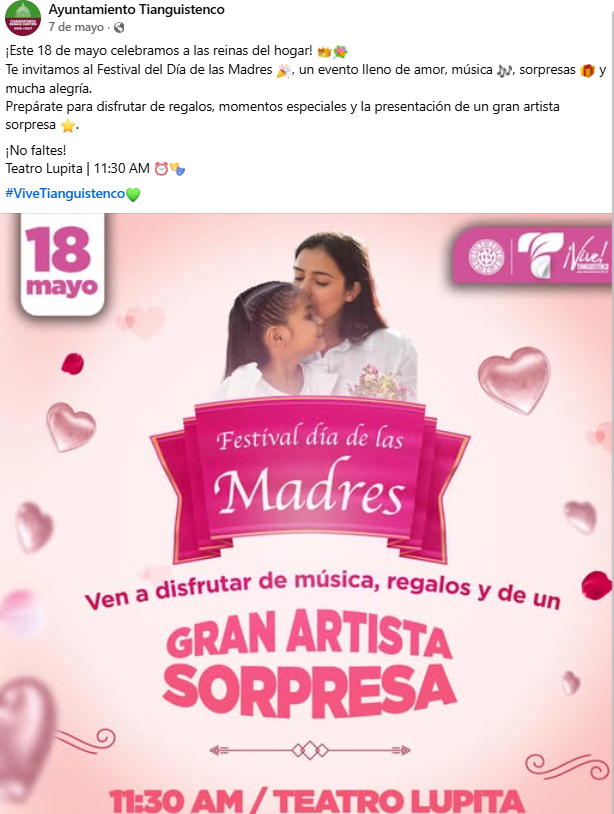 Ayuntamiento Tianguistenco
7 de mayo ·
¡Este 18 de mayo celebramos a las reinas del hogar! 👑💐
Te invitamos al Festival del Día de las Madres 🎉, un evento lleno de amor, música 🎶, sorpresas 🎁 y
mucha alegría.
Prepárate para disfrutar de regalos, momentos especiales y la presentación de un gran artista
sorpresa ⭐.
¡No faltes!
Teatro Lupita | 11:30 AM ⏰🎭
#ViveTianguistenco💚
18
mayo
¡Vive!
TIANGUISTENCO
Festival día de las
Madres
Ven a disfrutar de música, regalos y de un
GRAN ARTISTA
SORPRESA
11:30 AM / TEATRO LUPITA